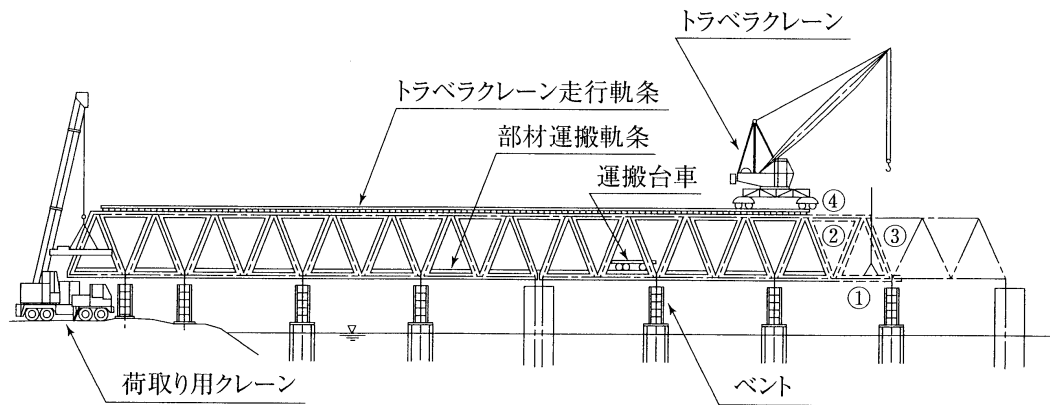 トラベラクレーン
トラベラクレーン走行軌条
部材運搬軌条
運搬台車
④
②
③
①
荷取り用クレーン
ベント